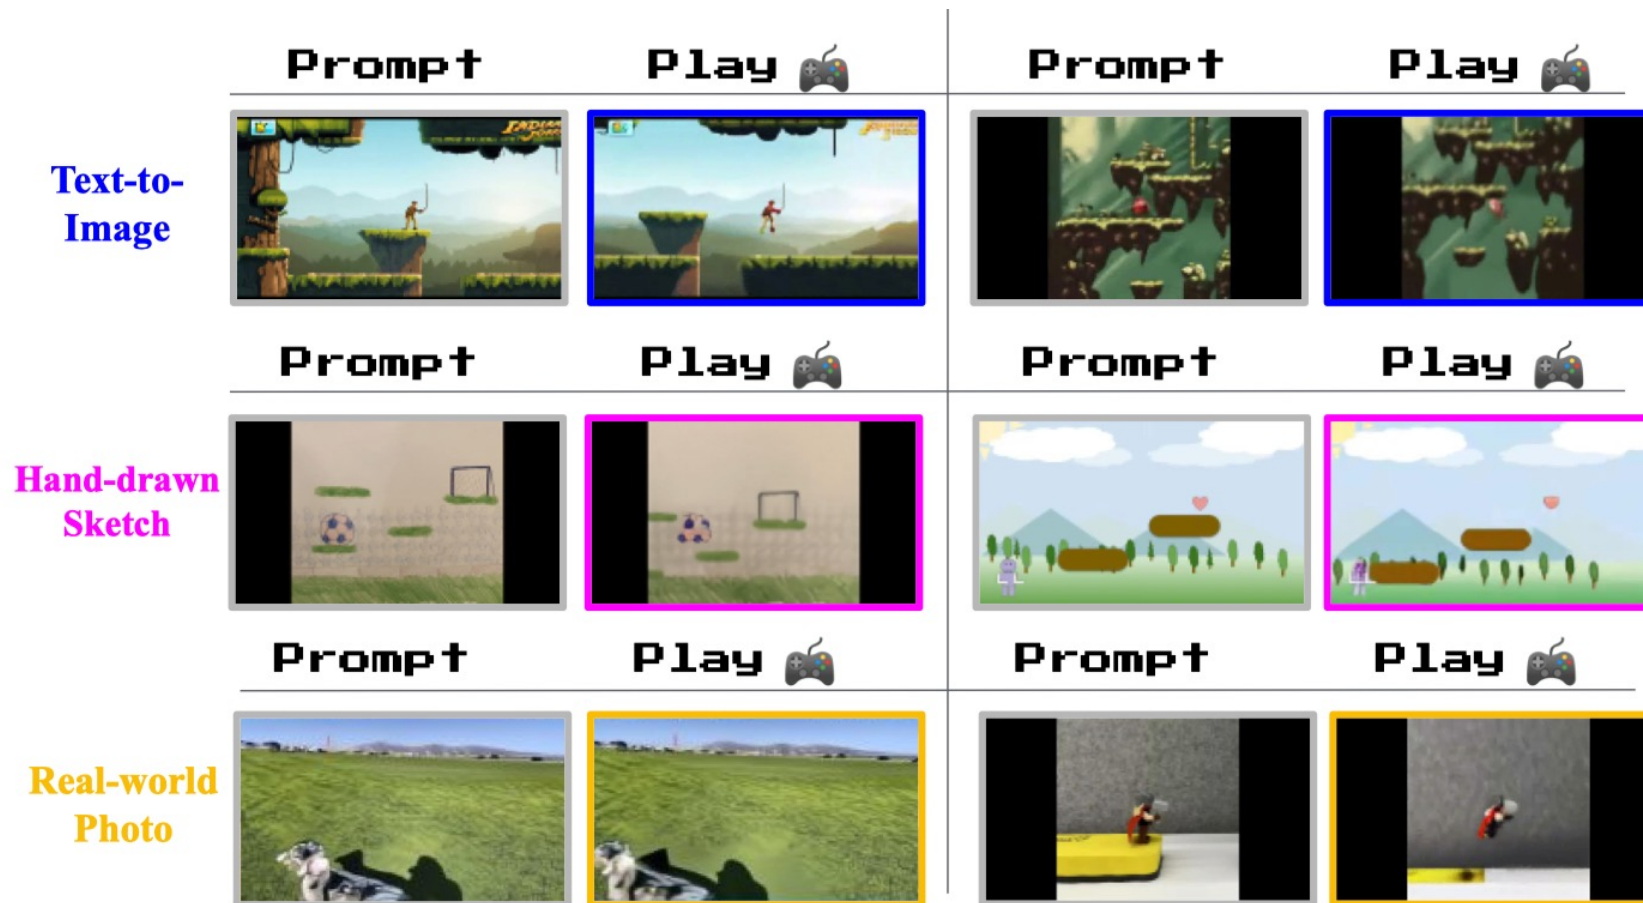 Prompt Play Prompt Play
Text-to-
Image
Prompt Play Prompt Play
Hand-drawn
Sketch
Prompt Play Prompt Play
Real-world
Photo